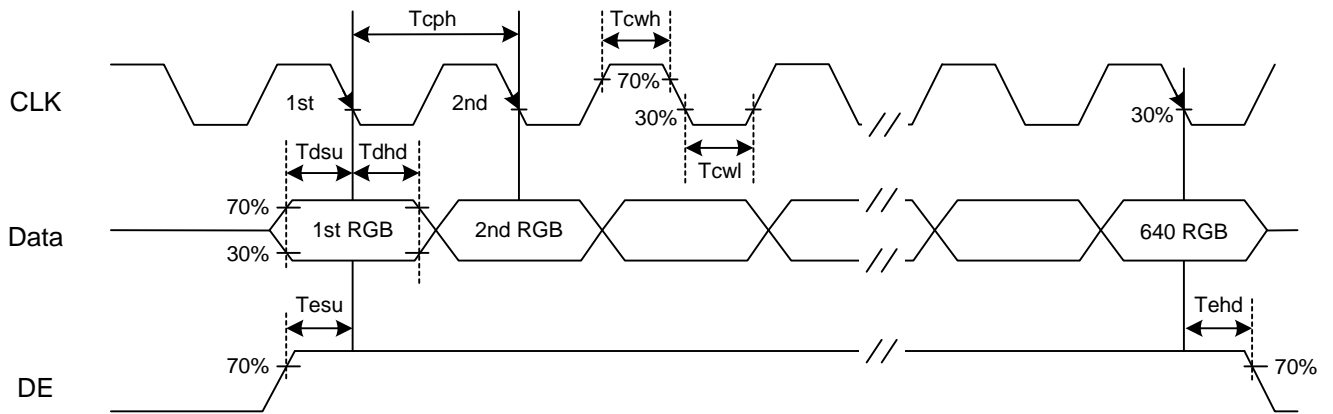 Tcph
Tcwh
CLK
1st
2nd
70%
30%
30%
Tdsu
Tdhd
Tcwl
70%
Data
1st RGB
2nd RGB
640 RGB
30%
Tesu
Tehd
70%
70%
DE